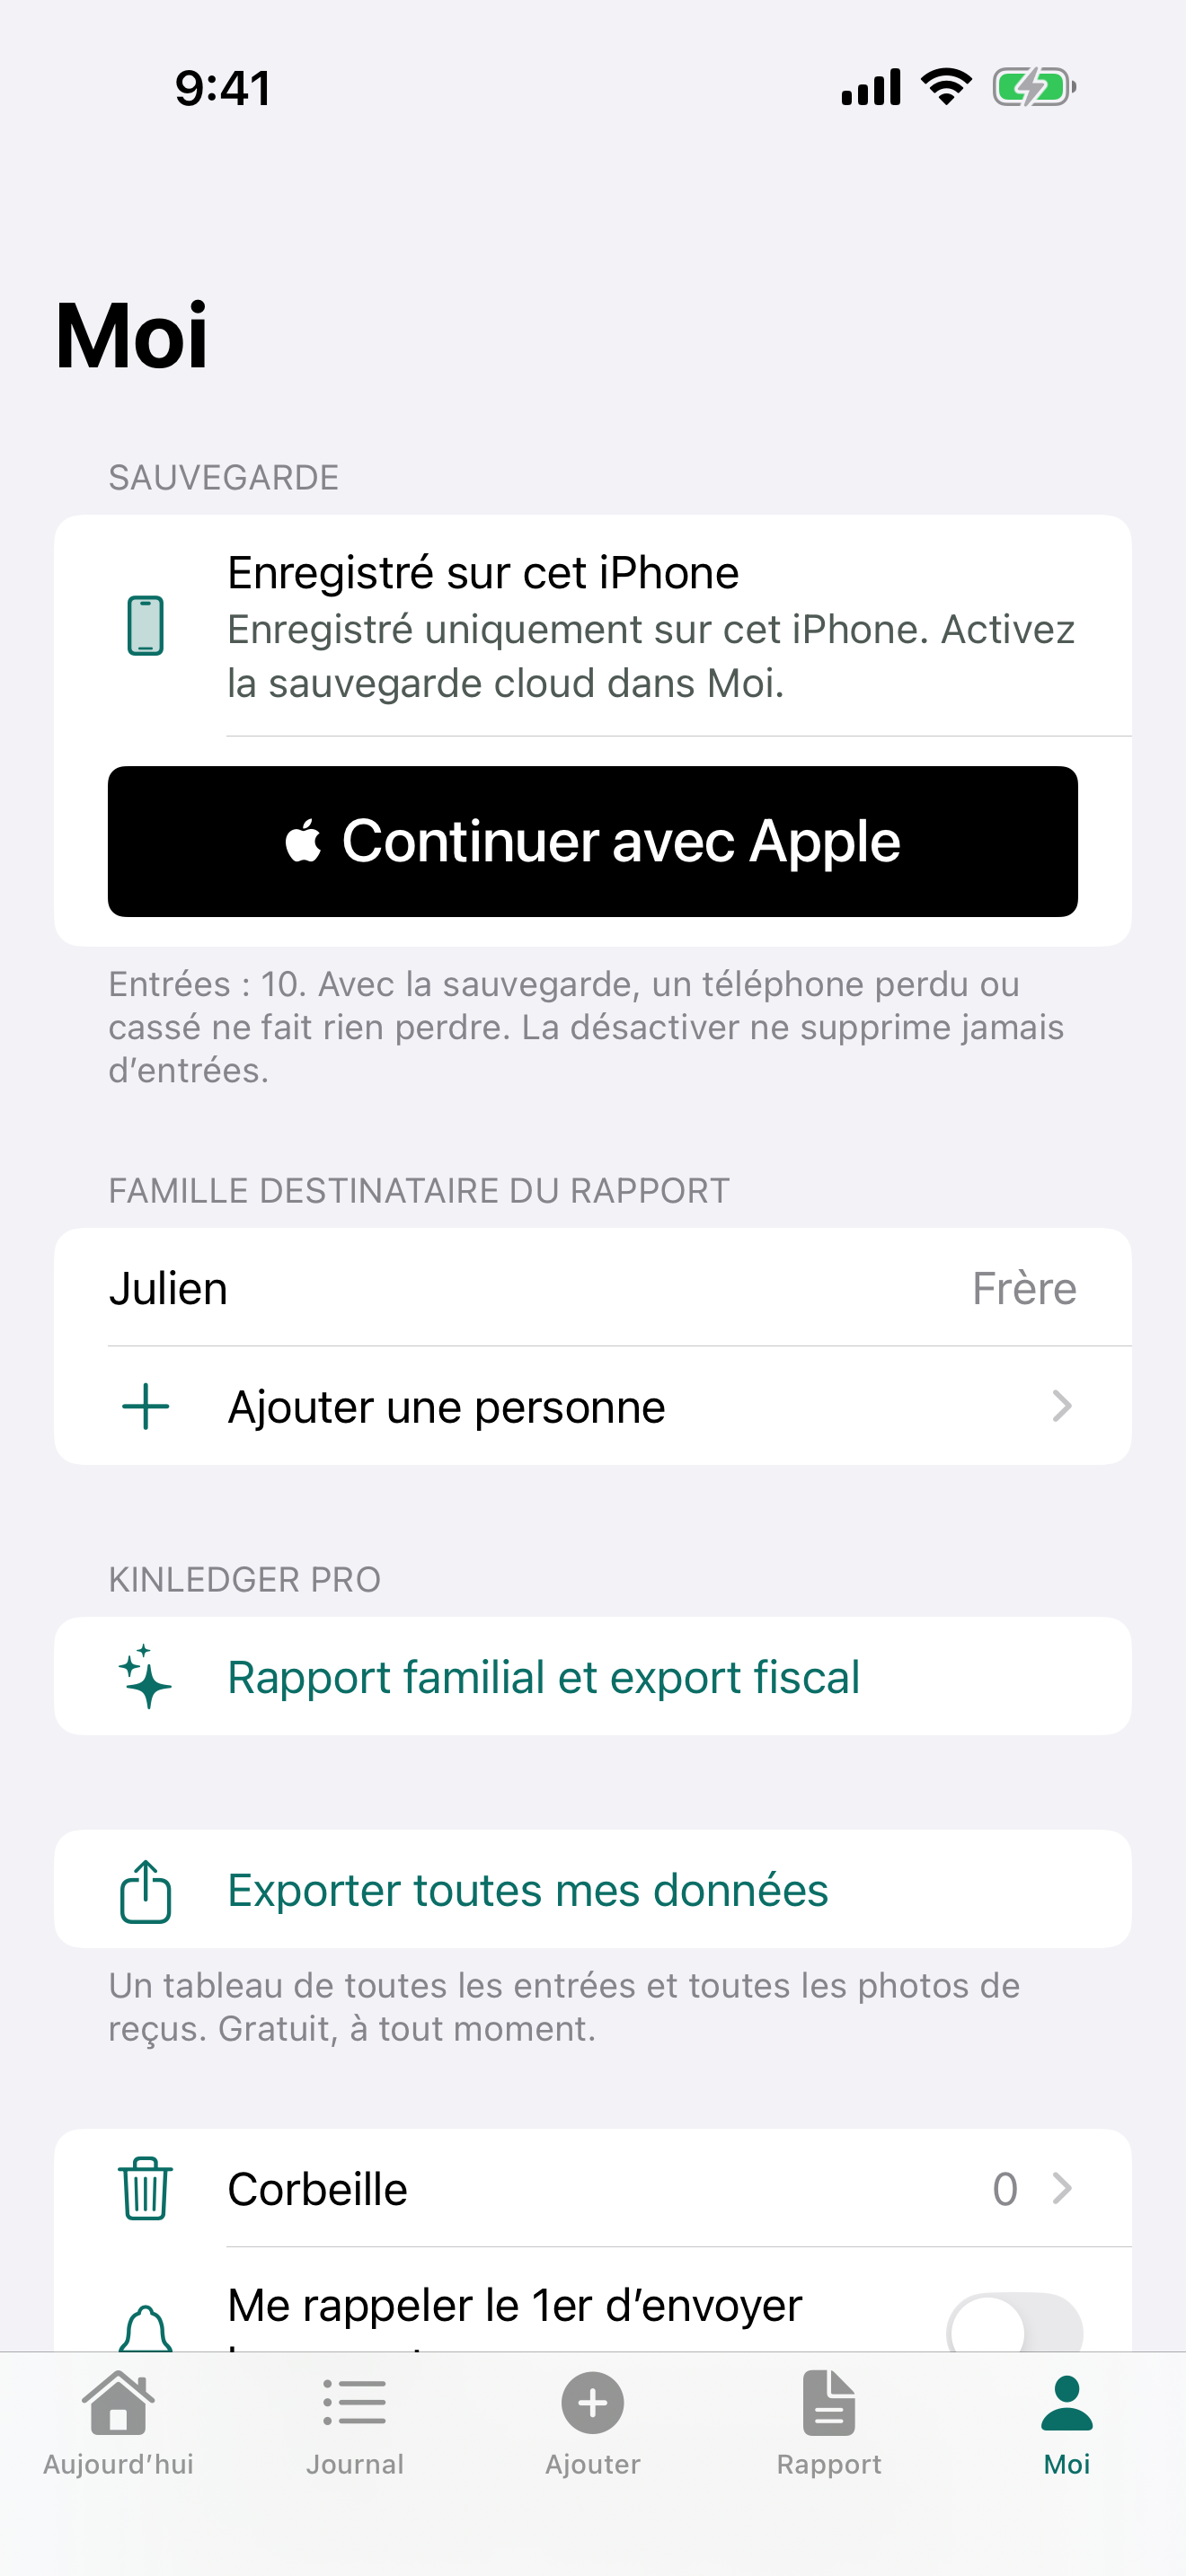 9:41
Moi
SAUVEGARDE
Enregistré sur cet iPhone
Enregistré uniquement sur cet iPhone. Activez
la sauvegarde cloud dans Moi.
Continuer avec Apple
Entrées : 10. Avec la sauvegarde, un téléphone perdu ou
cassé ne fait rien perdre. La désactiver ne supprime jamais
d’entrées.
FAMILLE DESTINATAIRE DU RAPPORT
Julien
Frère
Ajouter une personne
KINLEDGER PRO
Rapport familial et export fiscal
Exporter toutes mes données
Un tableau de toutes les entrées et toutes les photos de
reçus. Gratuit, à tout moment.
Corbeille
0
Me rappeler le 1er d’envoyer
Aujourd’hui
Journal
Ajouter
Rapport
Moi